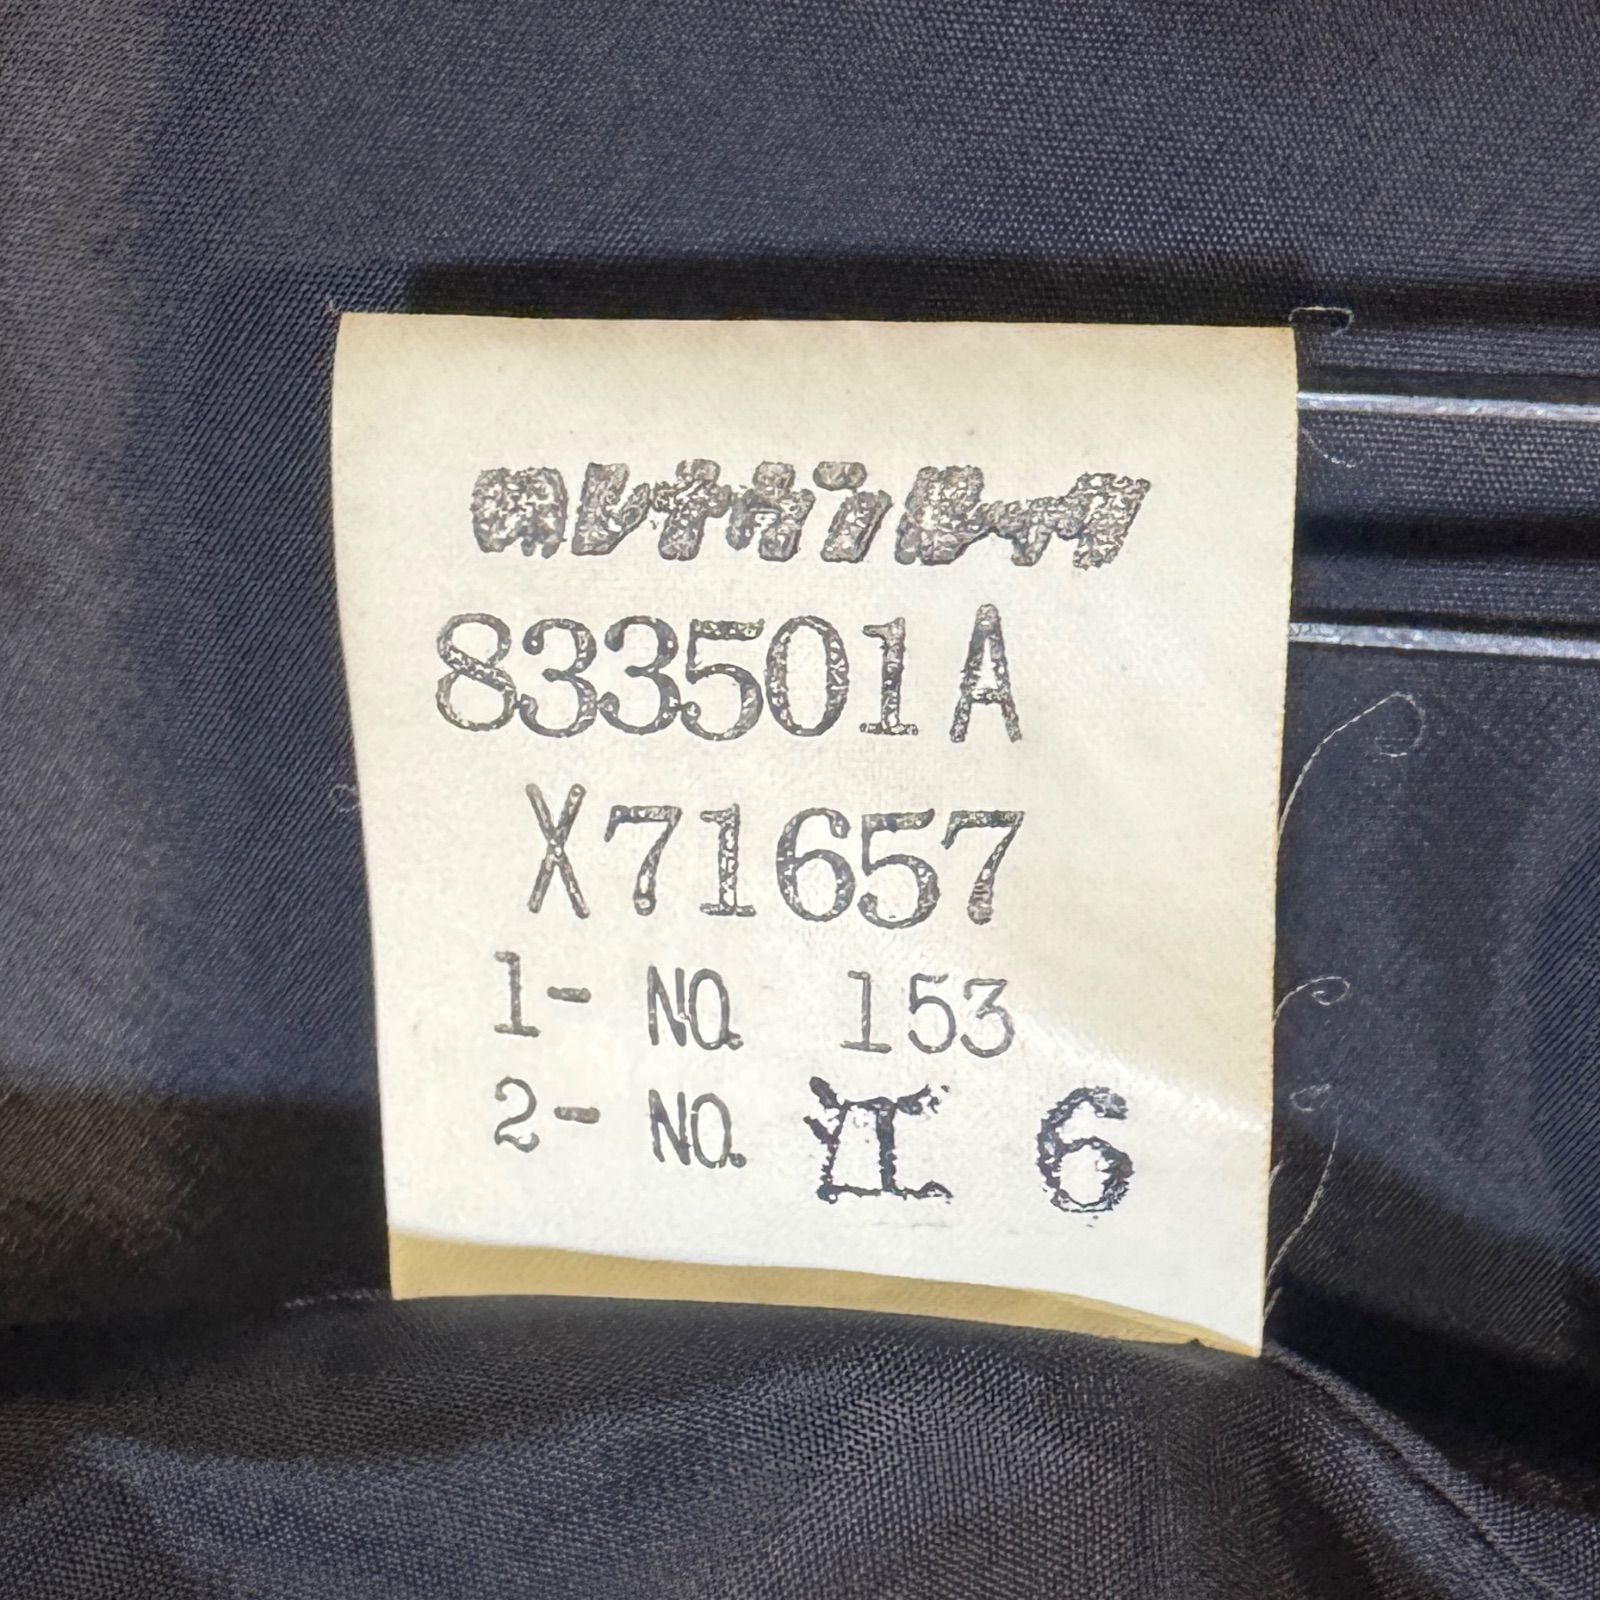 833501A
X71657
1- NO. 153
2- NO. 江 6